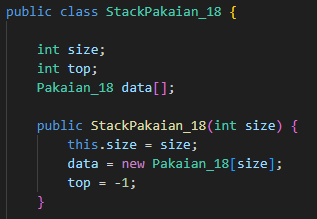 public class StackPakaian_18 {
int size;
int top;
Pakaian_18 data[];
public StackPakaian_18(int size) {
this.size = size;
data = new Pakaian_18[size];
top = -1;
}